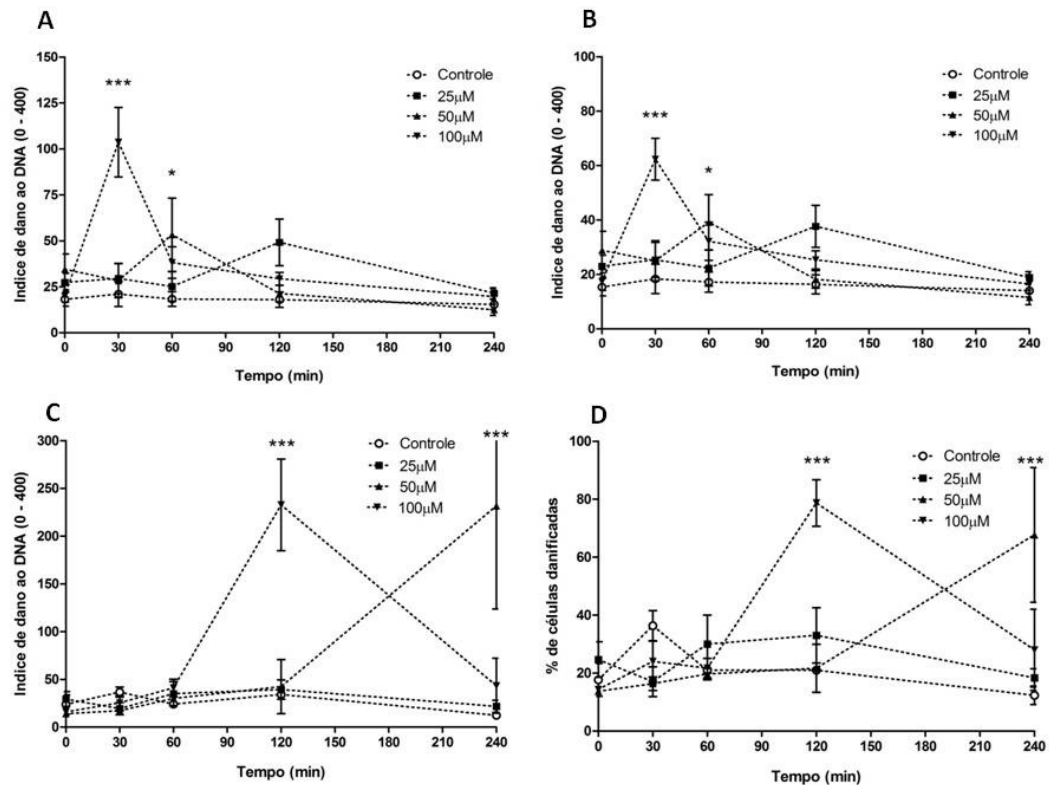 A
Indice de dano ao DNA (0 - 400)
150
125
100
75
50
25
0
***
*
Controle
25µM
50µM
100µM
0 30 60 90 120 150 180 210 240
Tempo (min)
B
Indice de dano ao DNA (0 - 400)
100
80
60
40
20
0
***
*
Controle
25µM
50µM
100µM
0 30 60 90 120 150 180 210 240
Tempo (min)
C
Indice de dano ao DNA (0 - 400)
300
250
200
150
100
50
0
***
***
Controle
25µM
50µM
100µM
0 30 60 90 120 150 180 210 240
Tempo (min)
D
% de células danificadas
100
80
60
40
20
0
***
***
Controle
25µM
50µM
100µM
0 30 60 90 120 150 180 210 240
Tempo (min)